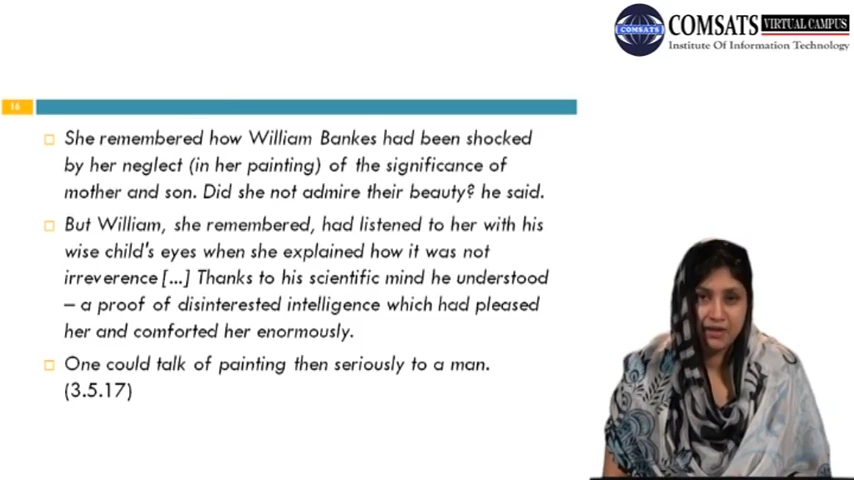 COMSATS VIRTUAL CAMPUS
COMSATS
Institute Of Information Technology
16
She remembered how William Bankes had been shocked
by her neglect (in her painting) of the significance of
mother and son. Did she not admire their beauty? he said.
But William, she remembered, had listened to her with his
wise child's eyes when she explained how it was not
irreverence [...] Thanks to his scientific mind he understood
– a proof of disinterested intelligence which had pleased
her and comforted her enormously.
One could talk of painting then seriously to a man.
(3.5.17)